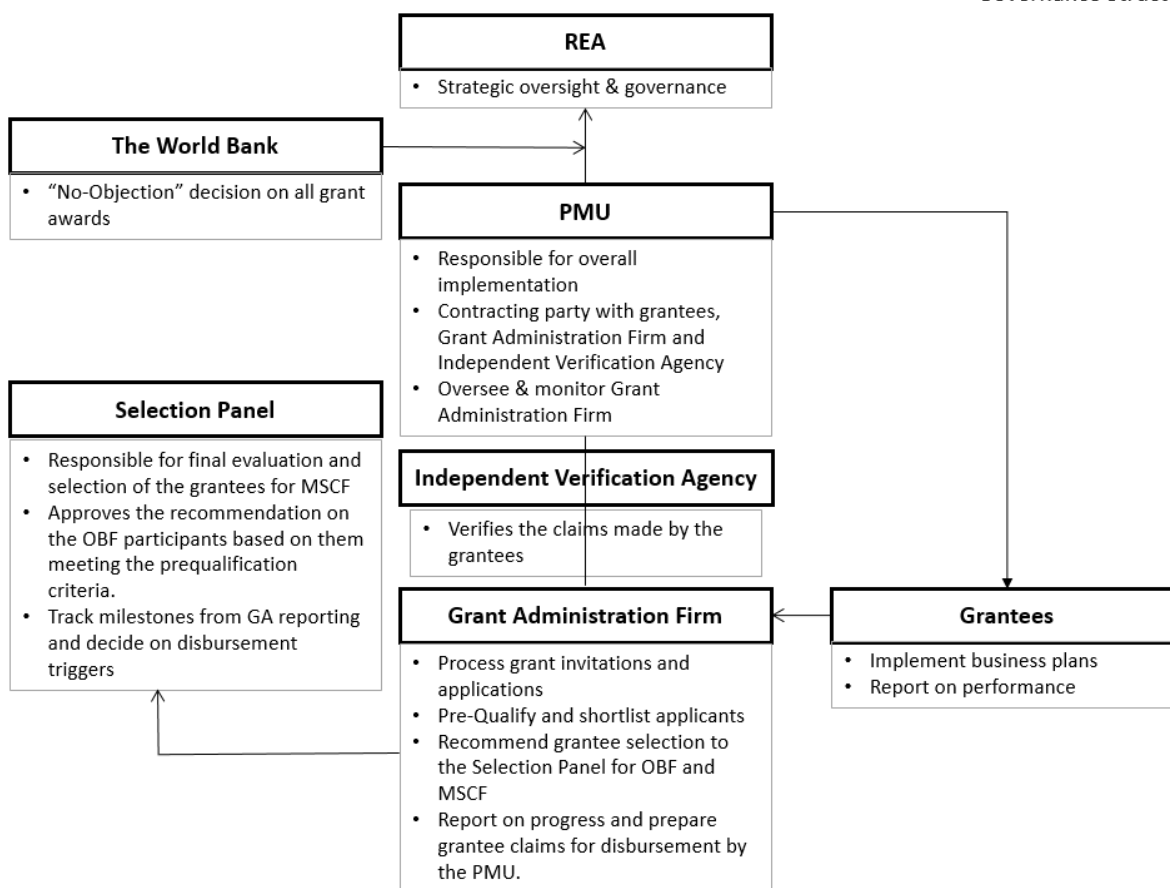 REA
• Strategic oversight & governance
The World Bank
• “No-Objection” decision on all grant
awards
PMU
• Responsible for overall
implementation
• Contracting party with grantees,
Grant Administration Firm and
Independent Verification Agency
• Oversee & monitor Grant
Administration Firm
Selection Panel
• Responsible for final evaluation and
selection of the grantees for MSCF
• Approves the recommendation on
the OBF participants based on them
meeting the prequalification
criteria.
• Track milestones from GA reporting
and decide on disbursement
triggers
Independent Verification Agency
• Verifies the claims made by the
grantees
Grant Administration Firm
• Process grant invitations and
applications
• Pre-Qualify and shortlist applicants
• Recommend grantee selection to
the Selection Panel for OBF and
MSCF
• Report on progress and prepare
grantee claims for disbursement by
the PMU.
Grantees
• Implement business plans
• Report on performance